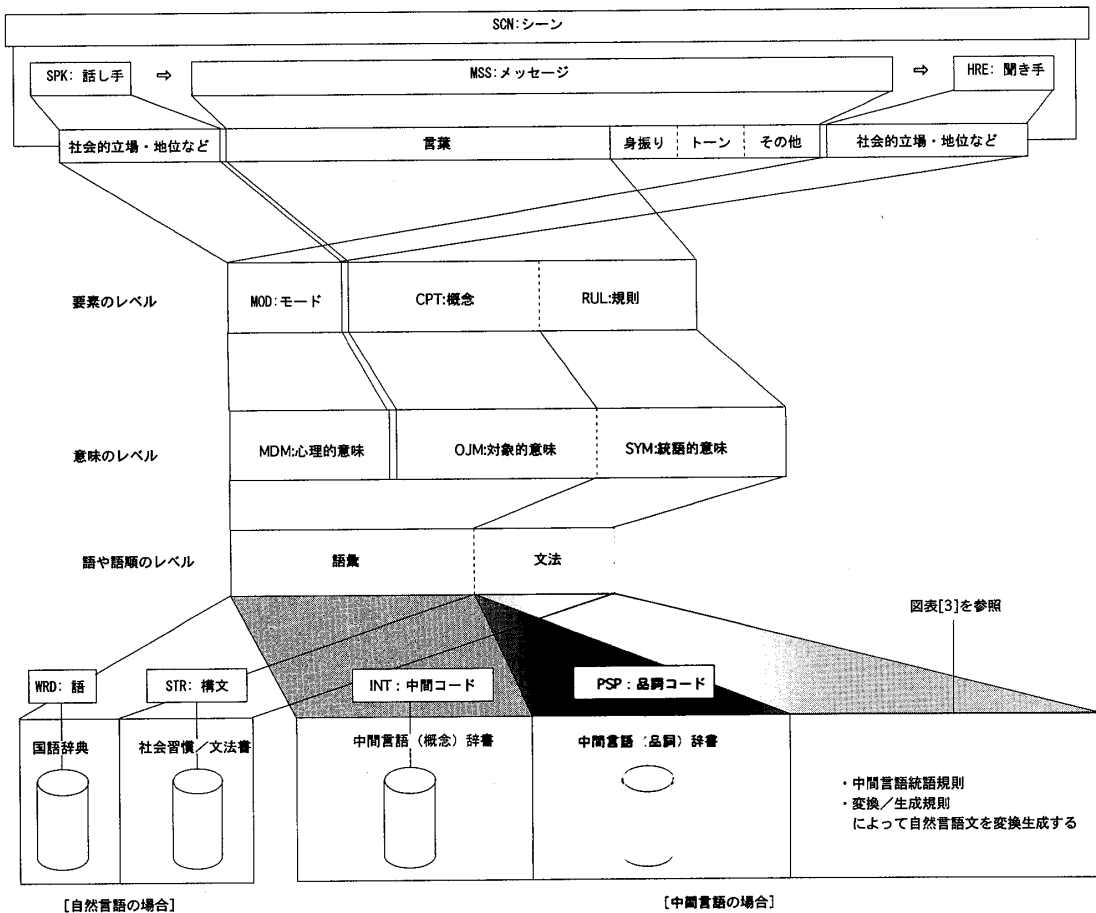 SCN:シーン
SPK: 話し手
⇨
MSS:メッセージ
⇨
HRE: 聞き手
社会的立場・地位など
言葉
身振り
トーン
その他
社会的立場・地位など
要素のレベル
MOD:モード
CPT:概念
RUL:規則
意味のレベル
MDM:心理的意味
OJM:対象的意味
SYM:統語的意味
語や語順のレベル
語彙
文法
図表[3]を参照
WRD: 語
STR: 構文
INT:中間コード
PSP:品詞コード
国語辞典
社会習慣/文法書
中間言語(概念)辞書
中間言語(品詞)辞書
・中間言語統語規則
・変換/生成規則
によって自然言語文を変換生成する
[自然言語の場合]
[中間言語の場合]